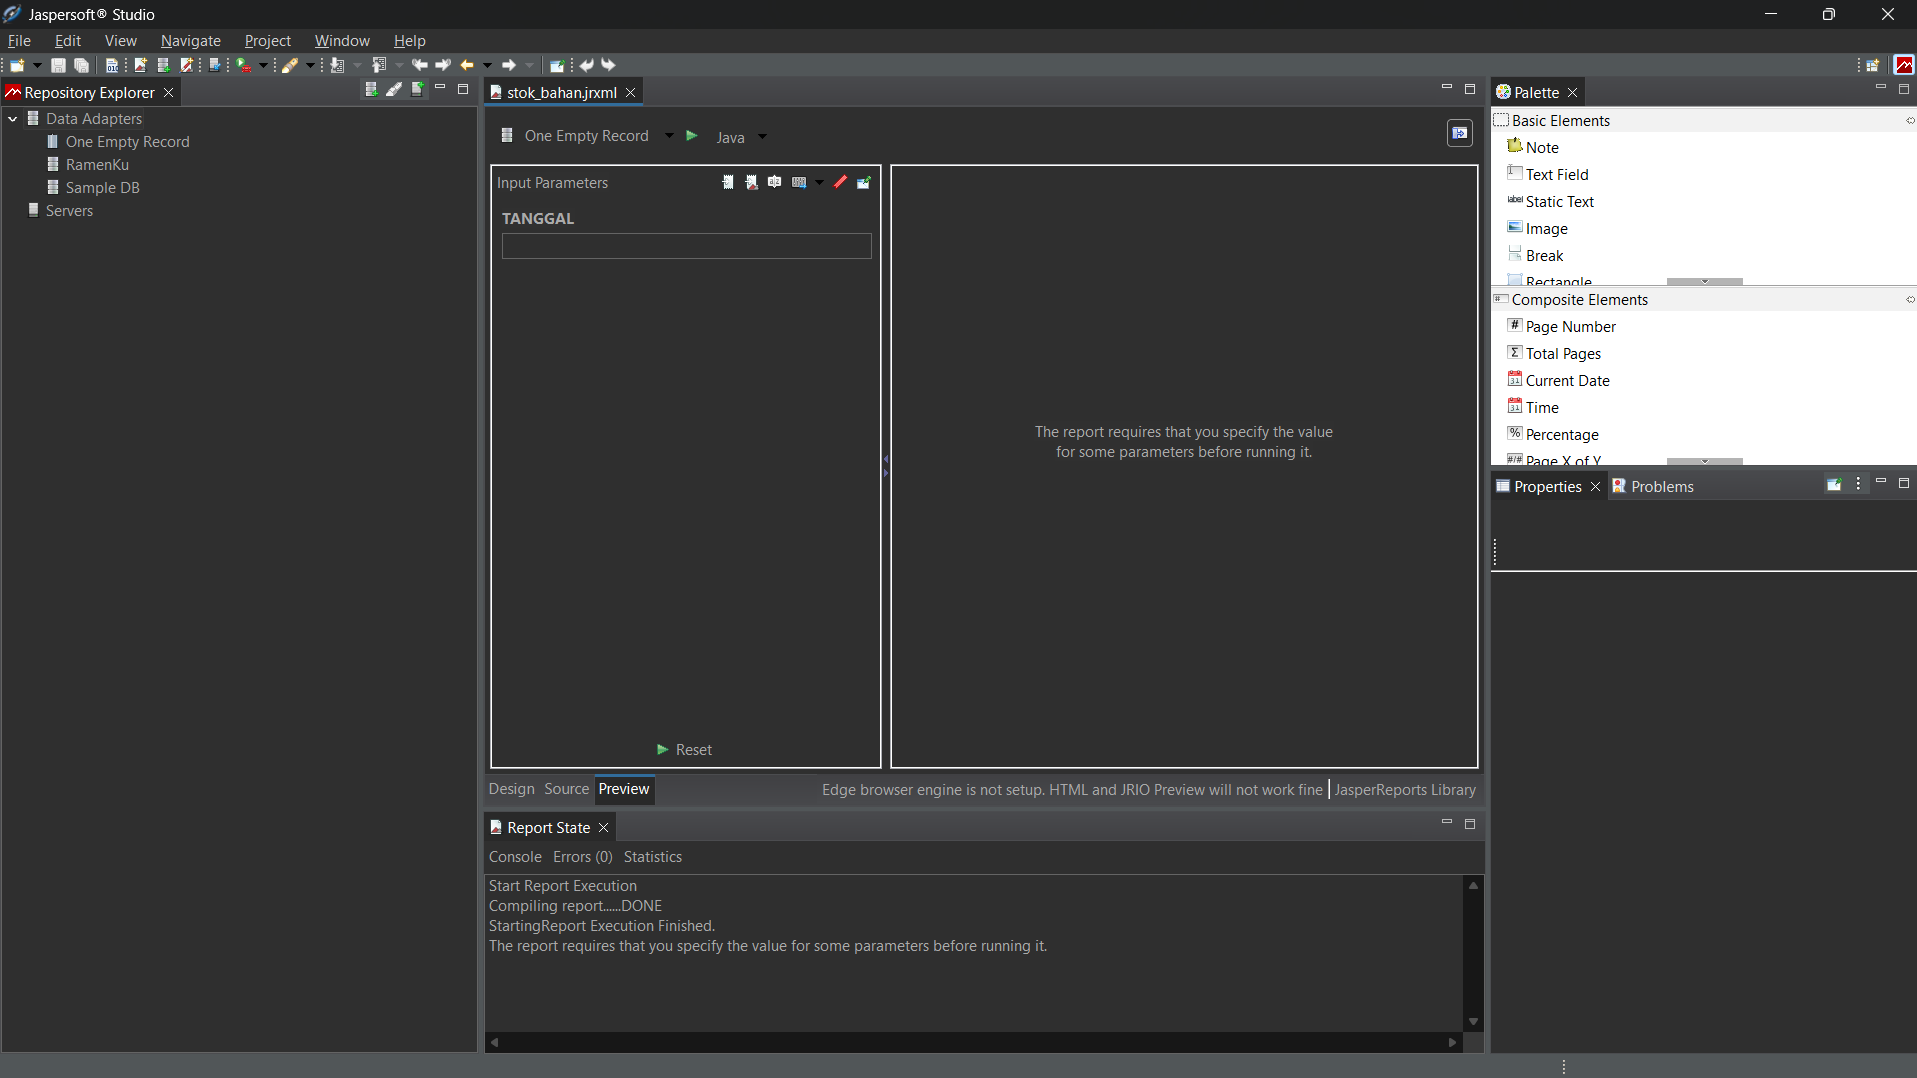 Jaspersoft® Studio
File Edit View Navigate Project Window Help
Repository Explorer
Data Adapters
One Empty Record
RamenKu
Sample DB
Servers
stok_bahan.jrxml
One Empty Record
Java
Input Parameters
TANGGAL
Reset
The report requires that you specify the value
for some parameters before running it.
Design Source Preview
Edge browser engine is not setup. HTML and JRIO Preview will not work fine
JasperReports Library
Report State
Console Errors (0) Statistics
Start Report Execution
Compiling report......DONE
StartingReport Execution Finished.
The report requires that you specify the value for some parameters before running it.
Palette
Basic Elements
Note
Text Field
label Static Text
Image
Break
Rectangle
Composite Elements
# Page Number
Σ Total Pages
31 Current Date
31 Time
% Percentage
#/# Page X of Y
Properties
Problems